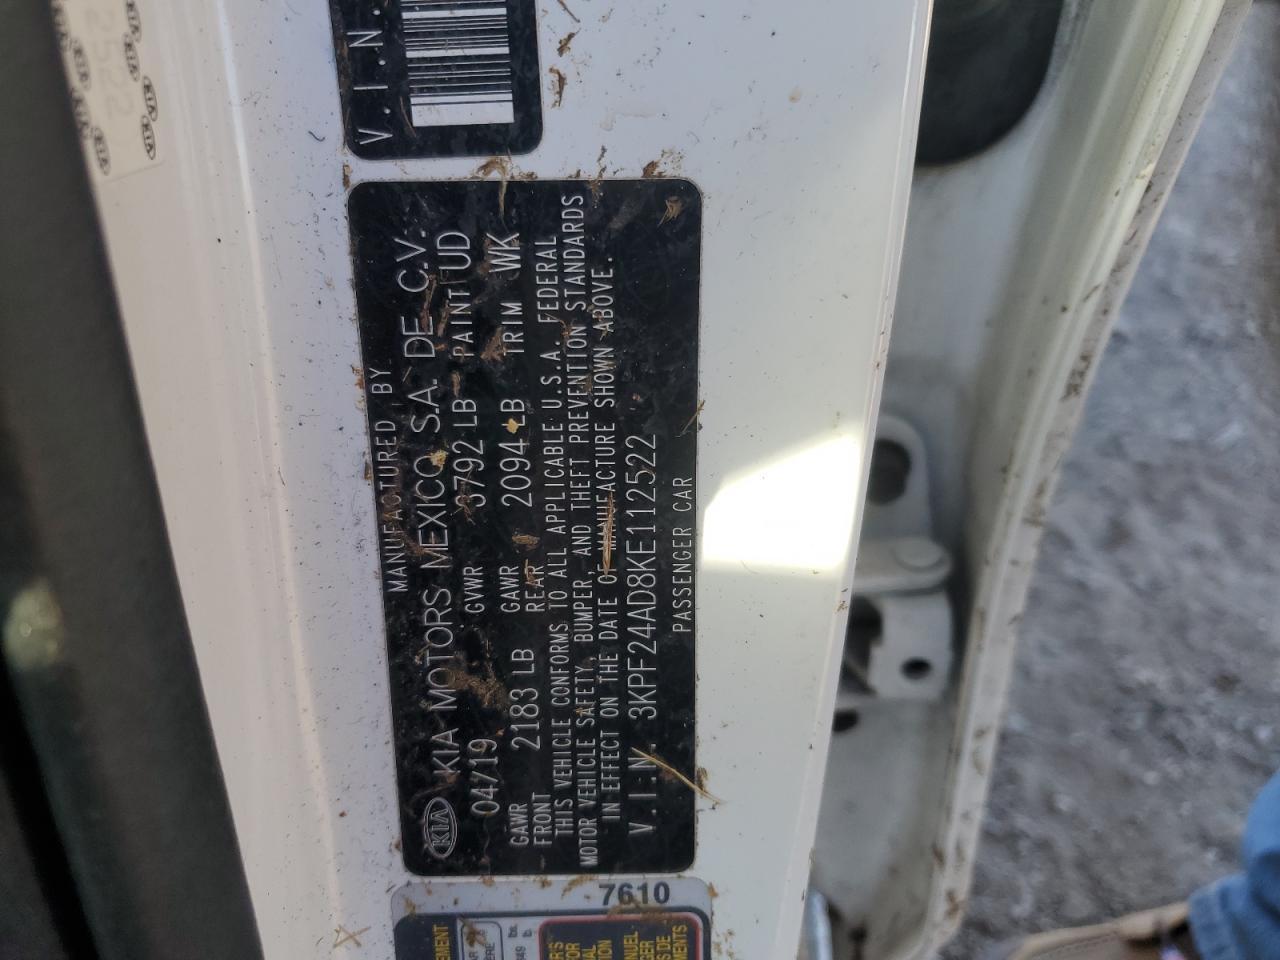 V.I.N.
MANUFACTURED BY
KIA KIA MOTORS MEXICO S.A. DE C.V.
04/19 GVWR 3792 LB PAINT UD
GAWR FRONT 2183 LB GAWR REAR 2094 LB TRIM WK
THIS VEHICLE CONFORMS TO ALL APPLICABLE U.S.A. FEDERAL
MOTOR VEHICLE SAFETY, BUMPER, AND THEFT PREVENTION STANDARDS
IN EFFECT ON THE DATE OF MANUFACTURE SHOWN ABOVE.
V.I.N. 3KPF24AD8KE112522
PASSENGER CAR
7610